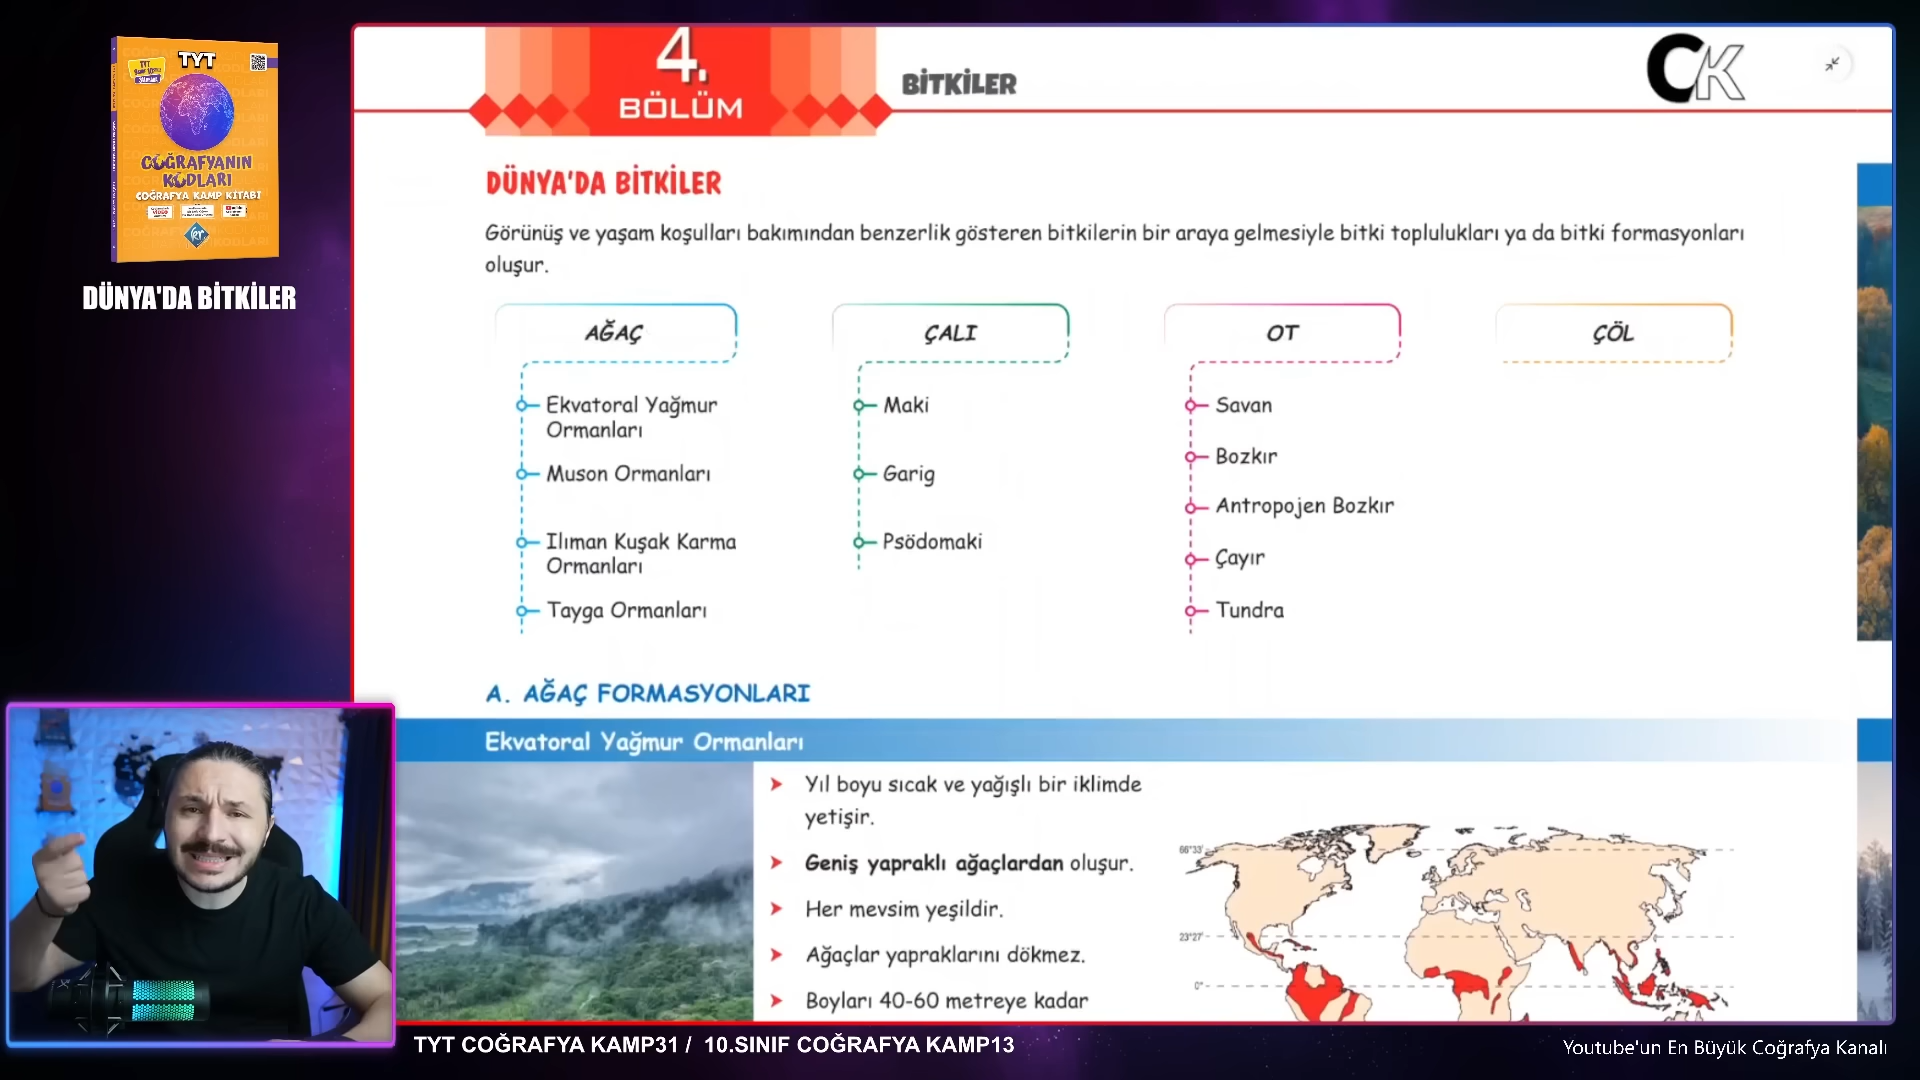 TYT
COĞRAFYANIN
KODLARI
COĞRAFYA KAMP KİTABI
DÜNYA'DA BİTKİLER
4.
BÖLÜM
BİTKİLER
CK
DÜNYA'DA BİTKİLER
Görünüş ve yaşam koşulları bakımından benzerlik gösteren bitkilerin bir araya gelmesiyle bitki toplulukları ya da bitki formasyonları
oluşur.
AĞAÇ
Ekvatoral Yağmur
Ormanları
Muson Ormanları
Ilıman Kuşak Karma
Ormanları
Tayga Ormanları
ÇALI
Maki
Garig
Psödomaki
OT
Savan
Bozkır
Antropojen Bozkır
Çayır
Tundra
ÇÖL
A. AĞAÇ FORMASYONLARI
Ekvatoral Yağmur Ormanları
Yıl boyu sıcak ve yağışlı bir iklimde
yetişir.
Geniş yapraklı ağaçlardan oluşur.
Her mevsim yeşildir.
Ağaçlar yapraklarını dökmez.
Boyları 40-60 metreye kadar
66°33'
23°27'
0°
TYT COĞRAFYA KAMP31 / 10.SINIF COĞRAFYA KAMP13
Youtube'un En Büyük Coğrafya Kanalı